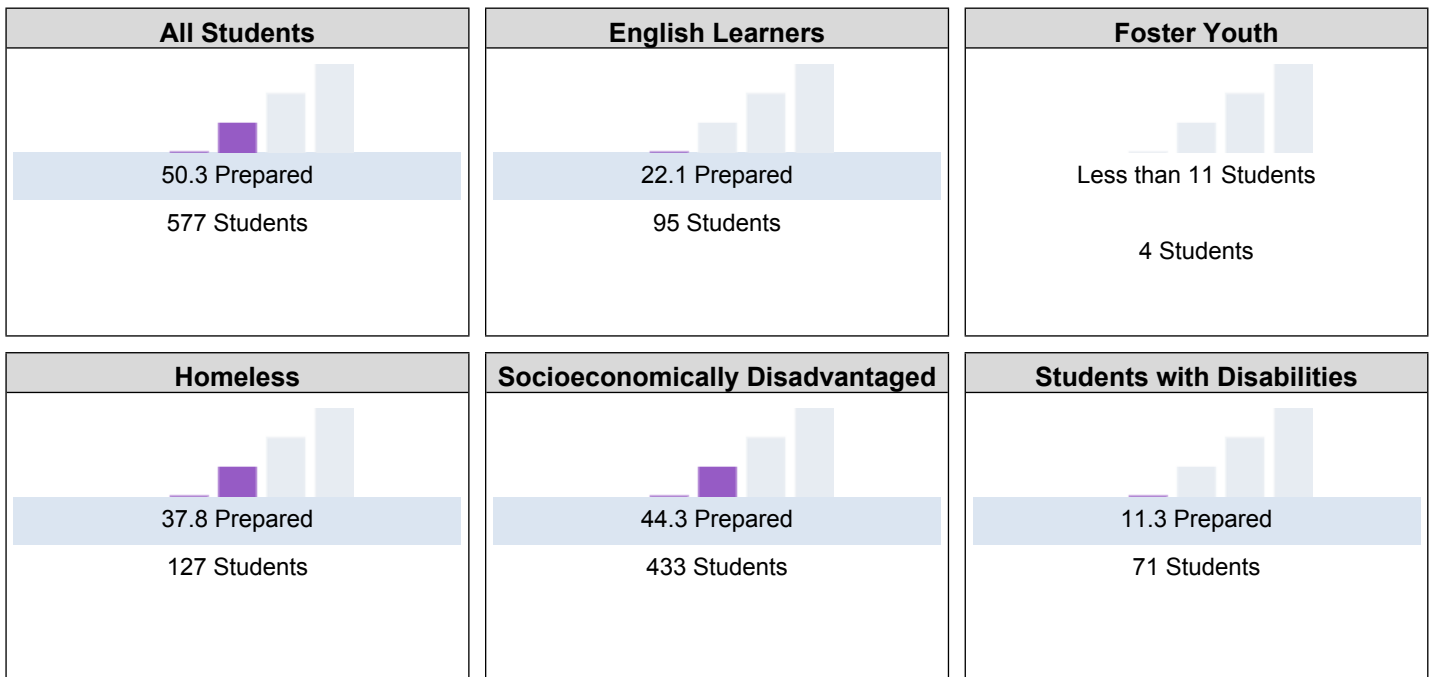 All Students
50.3 Prepared
577 Students
English Learners
22.1 Prepared
95 Students
Foster Youth
Less than 11 Students
4 Students
Homeless
37.8 Prepared
127 Students
Socioeconomically Disadvantaged
44.3 Prepared
433 Students
Students with Disabilities
11.3 Prepared
71 Students